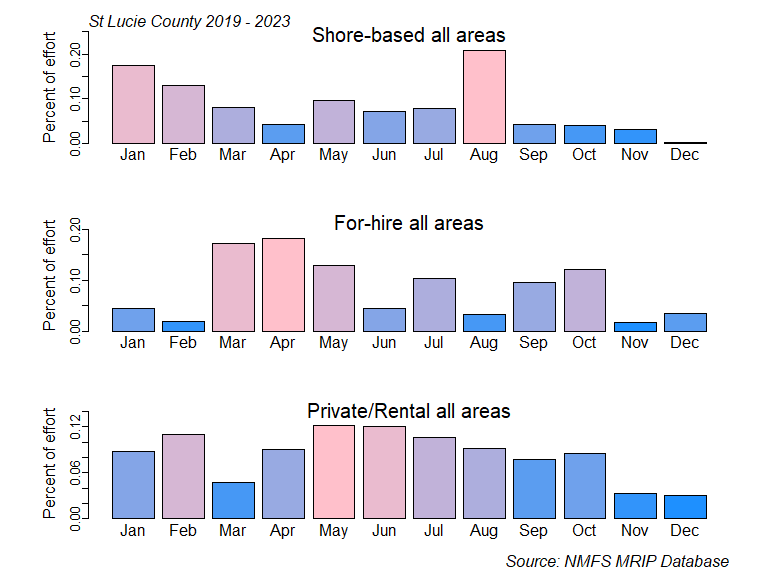 St Lucie County 2019 - 2023
Shore-based all areas
Percent of effort
0.00 0.10 0.20
Jan Feb Mar Apr May Jun Jul Aug Sep Oct Nov Dec
For-hire all areas
Percent of effort
0.00 0.10 0.20
Jan Feb Mar Apr May Jun Jul Aug Sep Oct Nov Dec
Private/Rental all areas
Percent of effort
0.00 0.06 0.12
Jan Feb Mar Apr May Jun Jul Aug Sep Oct Nov Dec
Source: NMFS MRIP Database